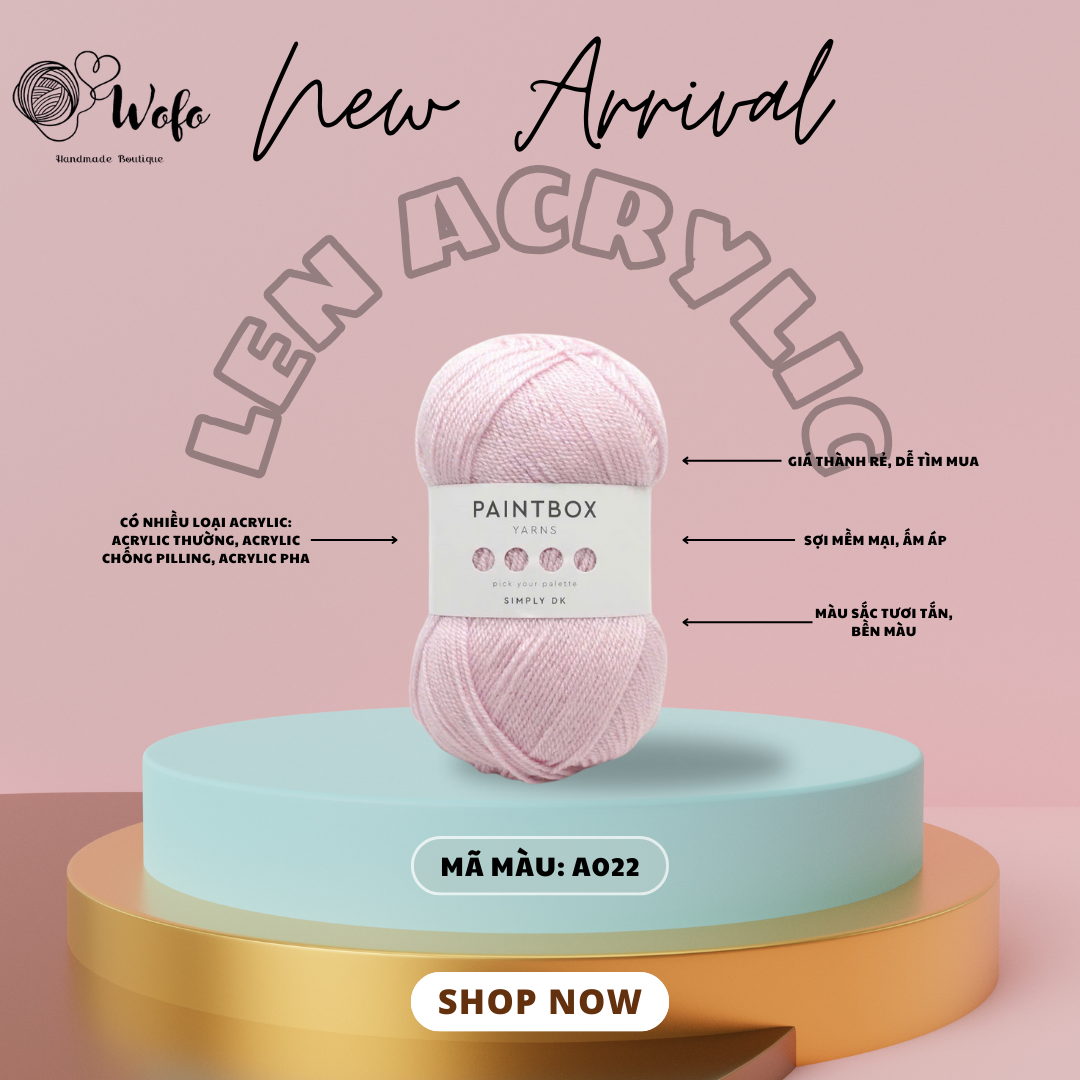 Wofo
Handmade Boutique
New Arrival
LEN ACRYLIC
GIÁ THÀNH RẺ, DỄ TÌM MUA
CÓ NHIỀU LOẠI ACRYLIC:
ACRYLIC THƯỜNG, ACRYLIC
CHỐNG PILLING, ACRYLIC PHA
SỢI MỀM MẠI, ẤM ÁP
MÀU SẮC TƯƠI TẮN,
BỀN MÀU
PAINTBOX
YARNS
pick your palette
SIMPLY DK
MÃ MÀU: A022
SHOP NOW